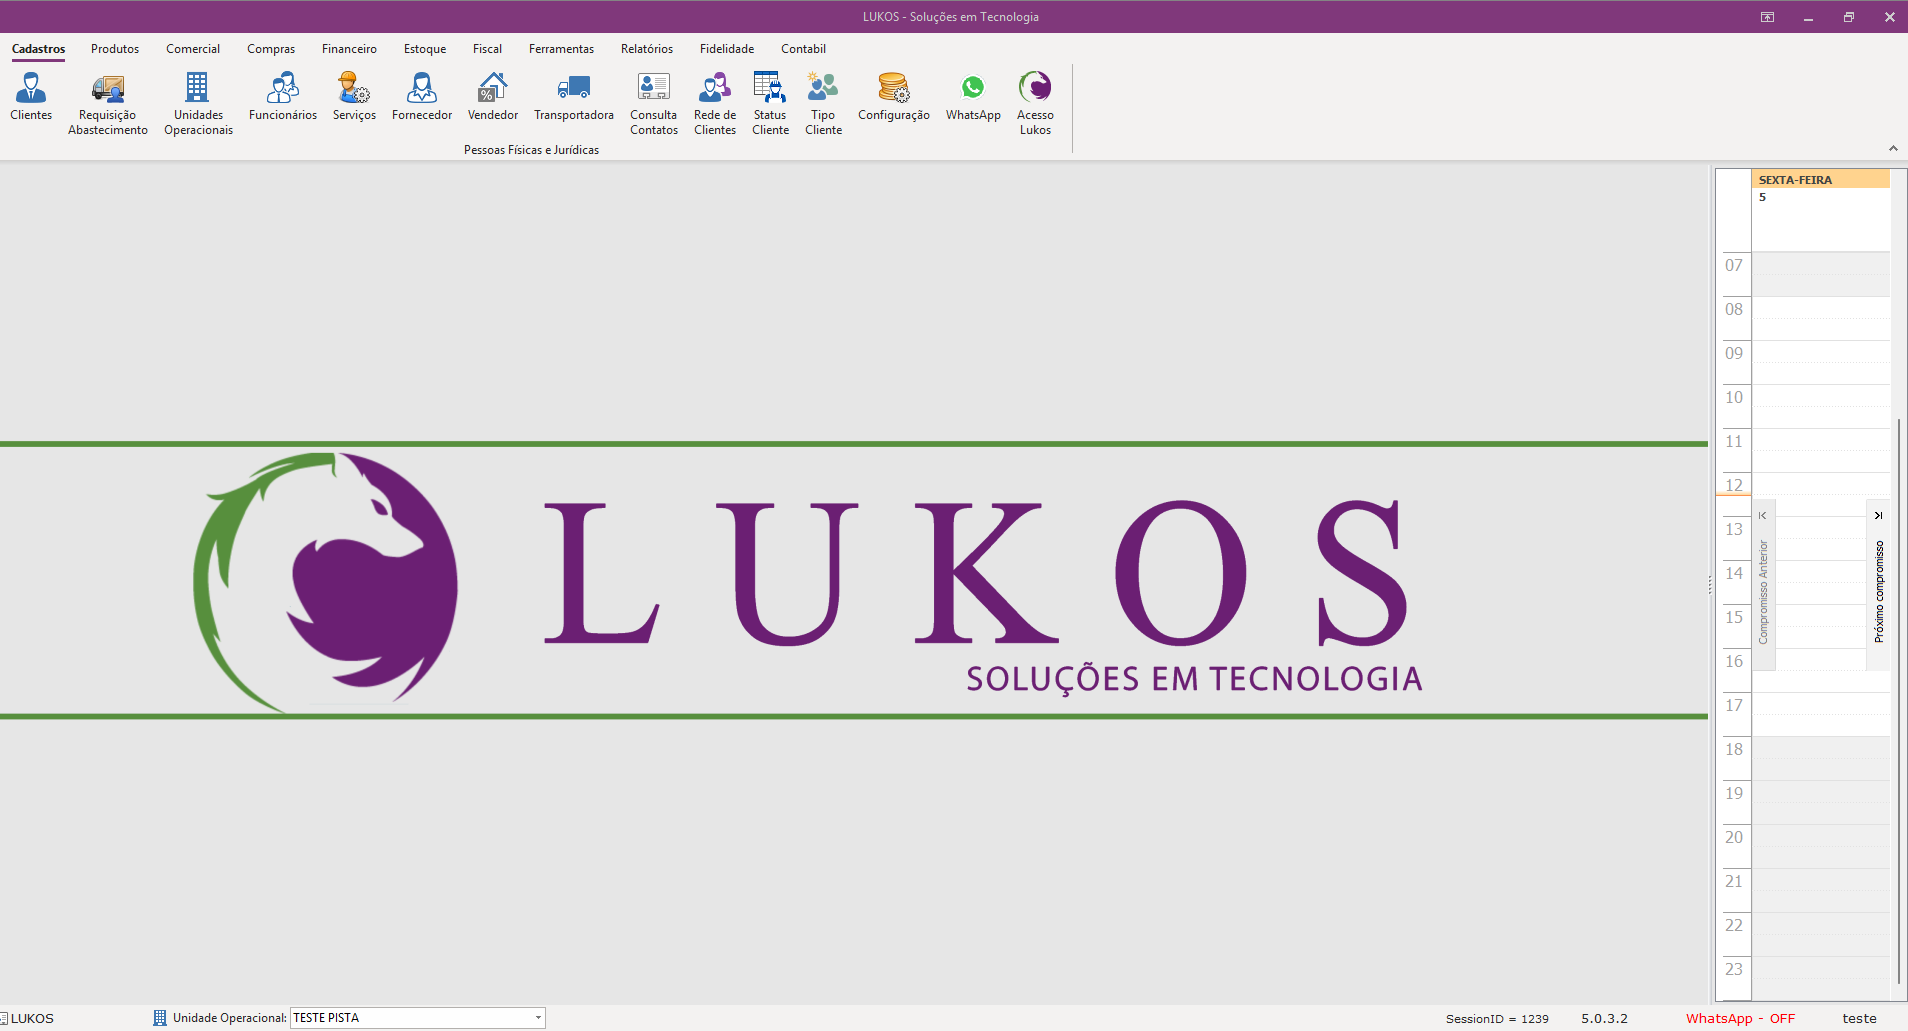 LUKOS - Soluções em Tecnologia
Cadastros Produtos Comercial Compras Financeiro Estoque Fiscal Ferramentas Relatórios Fidelidade Contabil
Clientes
Requisição
Abastecimento
Unidades
Operacionais
Funcionários
Serviços
Fornecedor
Vendedor
Transportadora
Consulta
Contatos
Rede de
Clientes
Status
Cliente
Tipo
Cliente
Configuração
WhatsApp
Acesso
Lukos
Pessoas Físicas e Jurídicas
SEXTA-FEIRA
5
07
08
09
10
11
12
13
14
15
16
17
18
19
20
21
22
23
Compromisso Anterior
Próximo compromisso
LUKOS
SOLUÇÕES EM TECNOLOGIA
LUKOS
Unidade Operacional: TESTE PISTA
SessionID = 1239
5.0.3.2
WhatsApp - OFF
teste